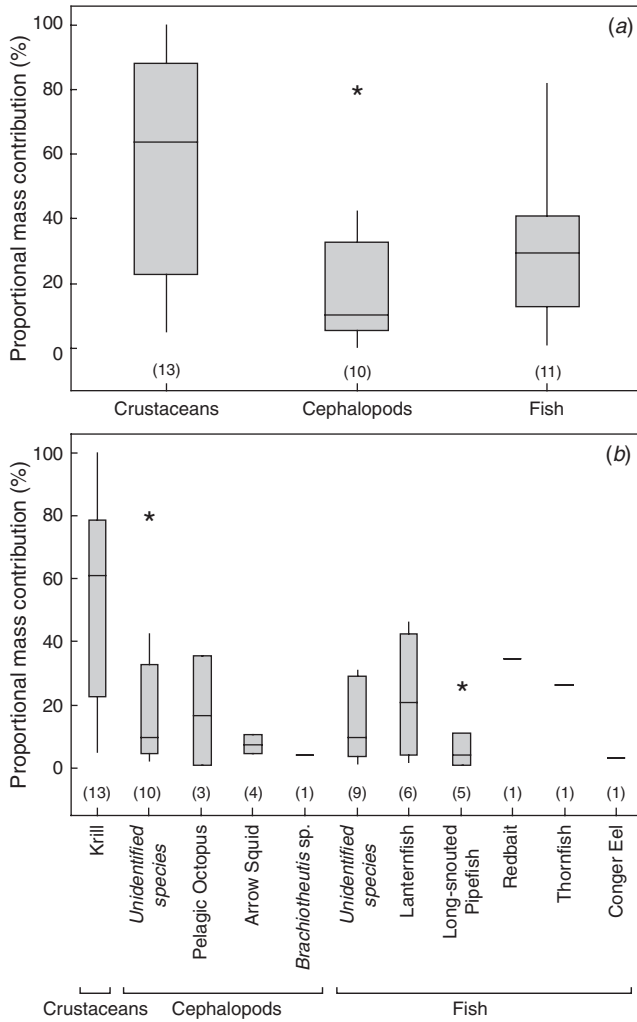 (a)
Proportional mass contribution (%)
100
80
60
40
20
0
*
(13)
(10)
(11)
Crustaceans
Cephalopods
Fish
(b)
Proportional mass contribution (%)
100
80
60
40
20
0
*
*
(13)
(10)
(3)
(4)
(1)
(9)
(6)
(5)
(1)
(1)
(1)
Krill
Unidentified
species
Pelagic Octopus
Arrow Squid
Brachiotheutis sp.
Unidentified
species
Lanternfish
Long-snouted
Pipefish
Redbait
Thornfish
Conger Eel
Crustaceans
Cephalopods
Fish